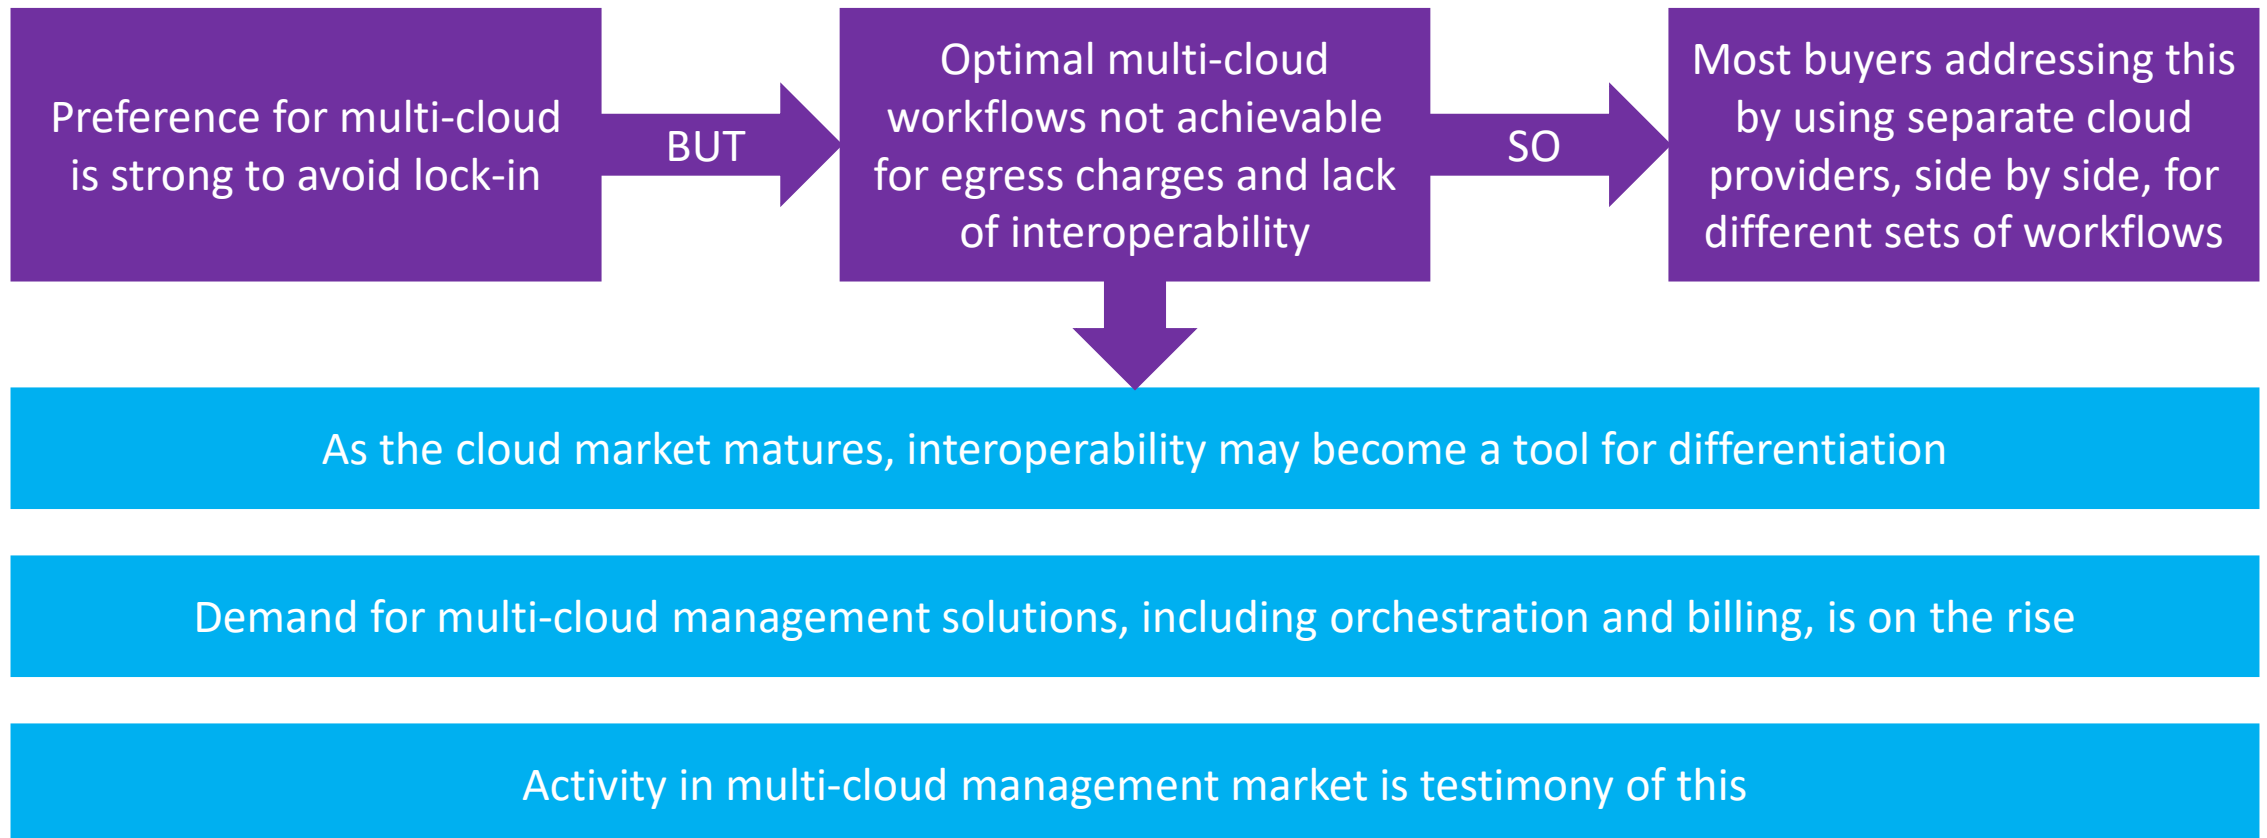 Preference for multi-cloud
is strong to avoid lock-in
BUT
Optimal multi-cloud
workflows not achievable
for egress charges and lack
of interoperability
SO
Most buyers addressing this
by using separate cloud
providers, side by side, for
different sets of workflows
As the cloud market matures, interoperability may become a tool for differentiation
Demand for multi-cloud management solutions, including orchestration and billing, is on the rise
Activity in multi-cloud management market is testimony of this